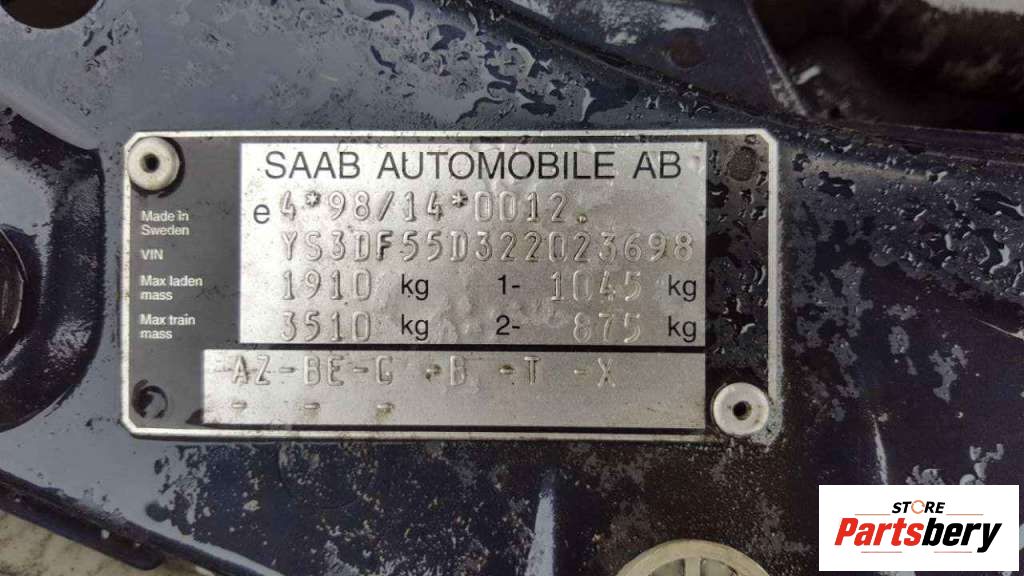 SAAB AUTOMOBILE AB
e 4*98/14*0012.
Made in
Sweden
VIN YS3DF55D322023698
Max laden
mass 1910 kg 1- 1045 kg
Max train
mass 3510 kg 2- 875 kg
AZ-BE-C -B -T -X
- - -
STORE
Partsbery